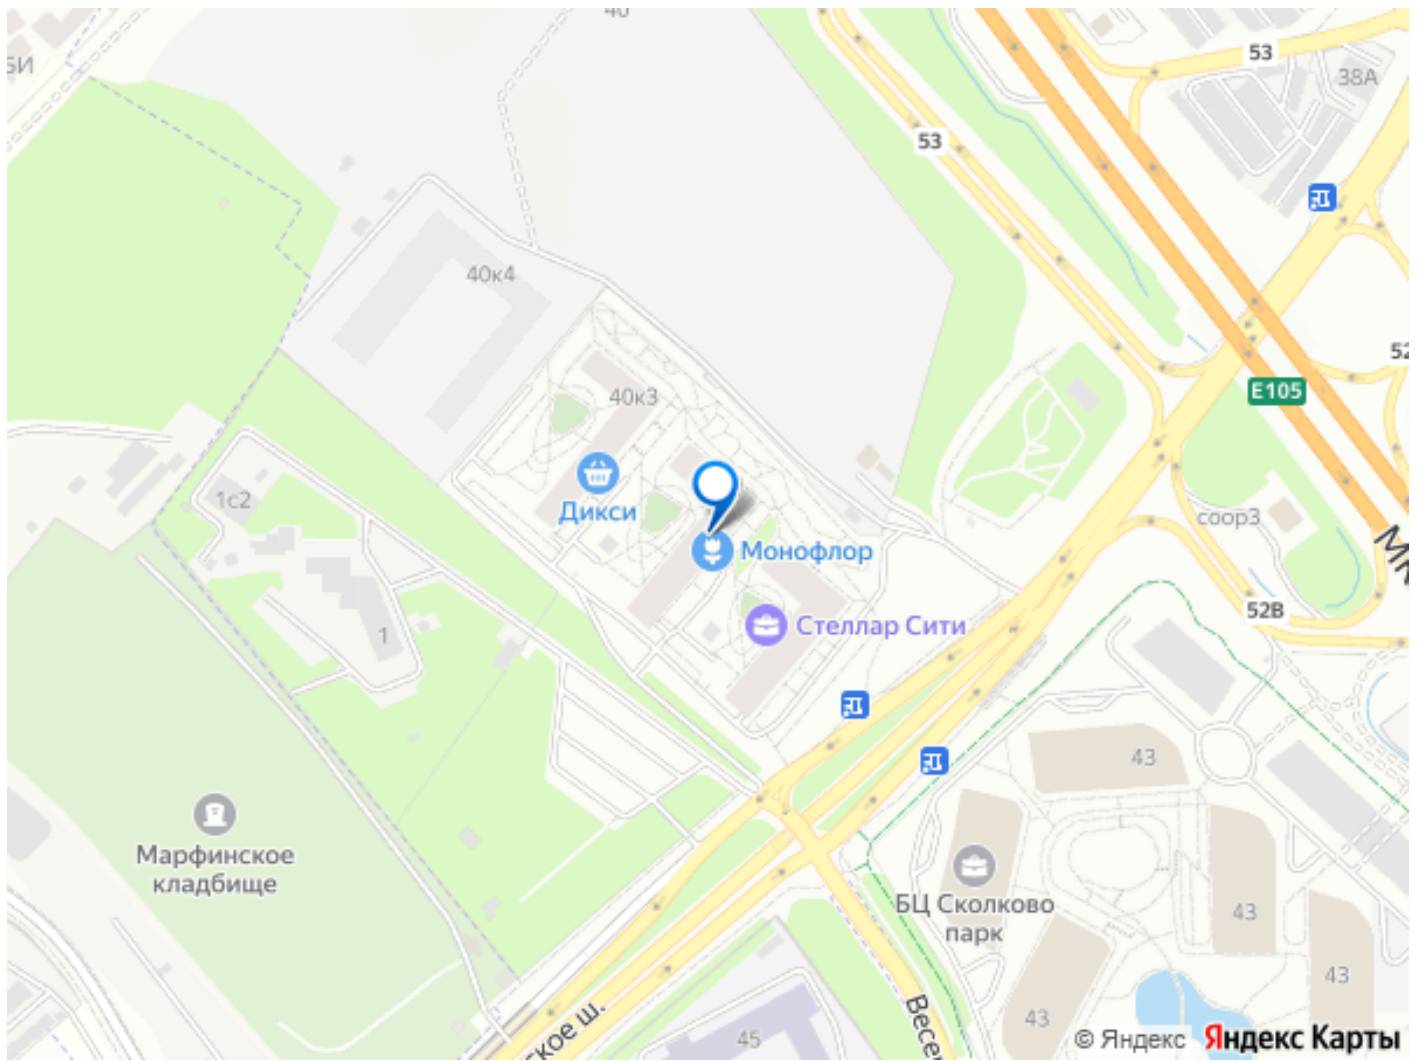 40
53
38А
53
40к4
52
E105
40к3
1с2
Дикси
соор3
Монофлор
52В
Стеллар Сити
1
43
Марфинское
кладбище
БЦ Сколково
парк
43
43
43
45
© Яндекс
Яндекс Карты